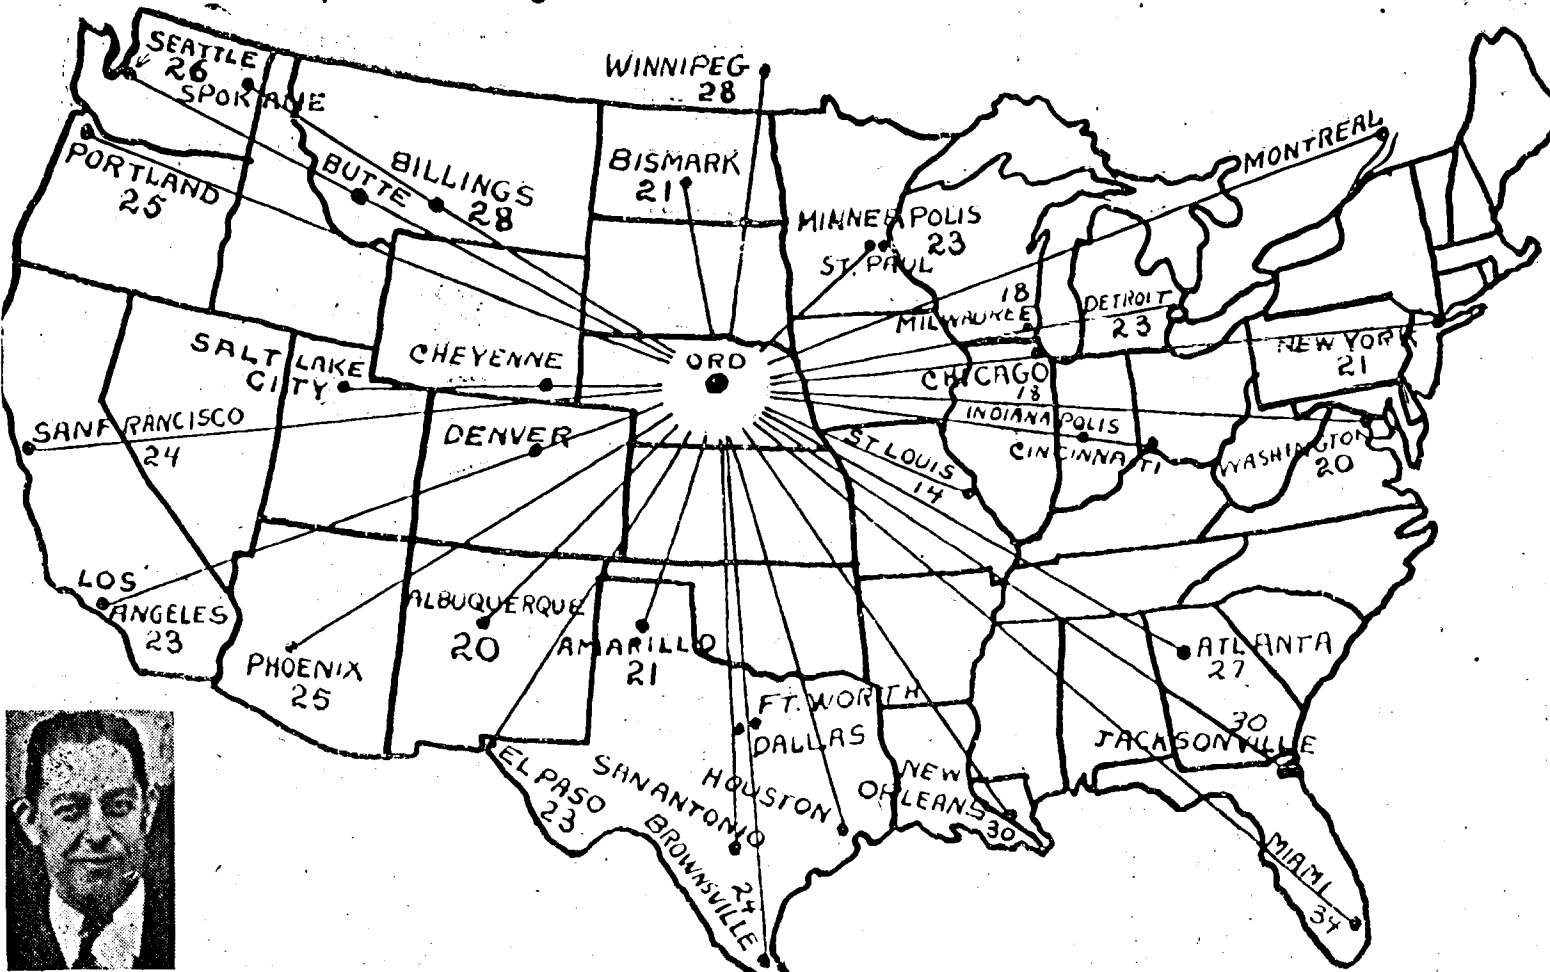 SEATTLE
26
SPOKANE
WINNIPEG
28
MONTREAL
PORTLAND
25
BUTTE
BILLINGS
28
BISMARK
21
MINNEAPOLIS
23
ST. PAUL
18
MILWAUKEE
DETROIT
23
NEW YORK
21
SALT LAKE
CITY
CHEYENNE
ORD
CHICAGO
18
INDIANAPOLIS
CINCINNATI
WASHINGTON
20
SAN FRANCISCO
24
DENVER
ST LOUIS
14
LOS
ANGELES
23
PHOENIX
25
ALBUQUERQUE
20
AMARILLO
21
ATLANTA
27
FT. WORTH
DALLAS
30
JACKSONVILLE
EL PASO
23
SAN ANTONIO
HOUSTON
NEW
ORLEANS
30
BROWNSVILLE
24
MIAMI
34